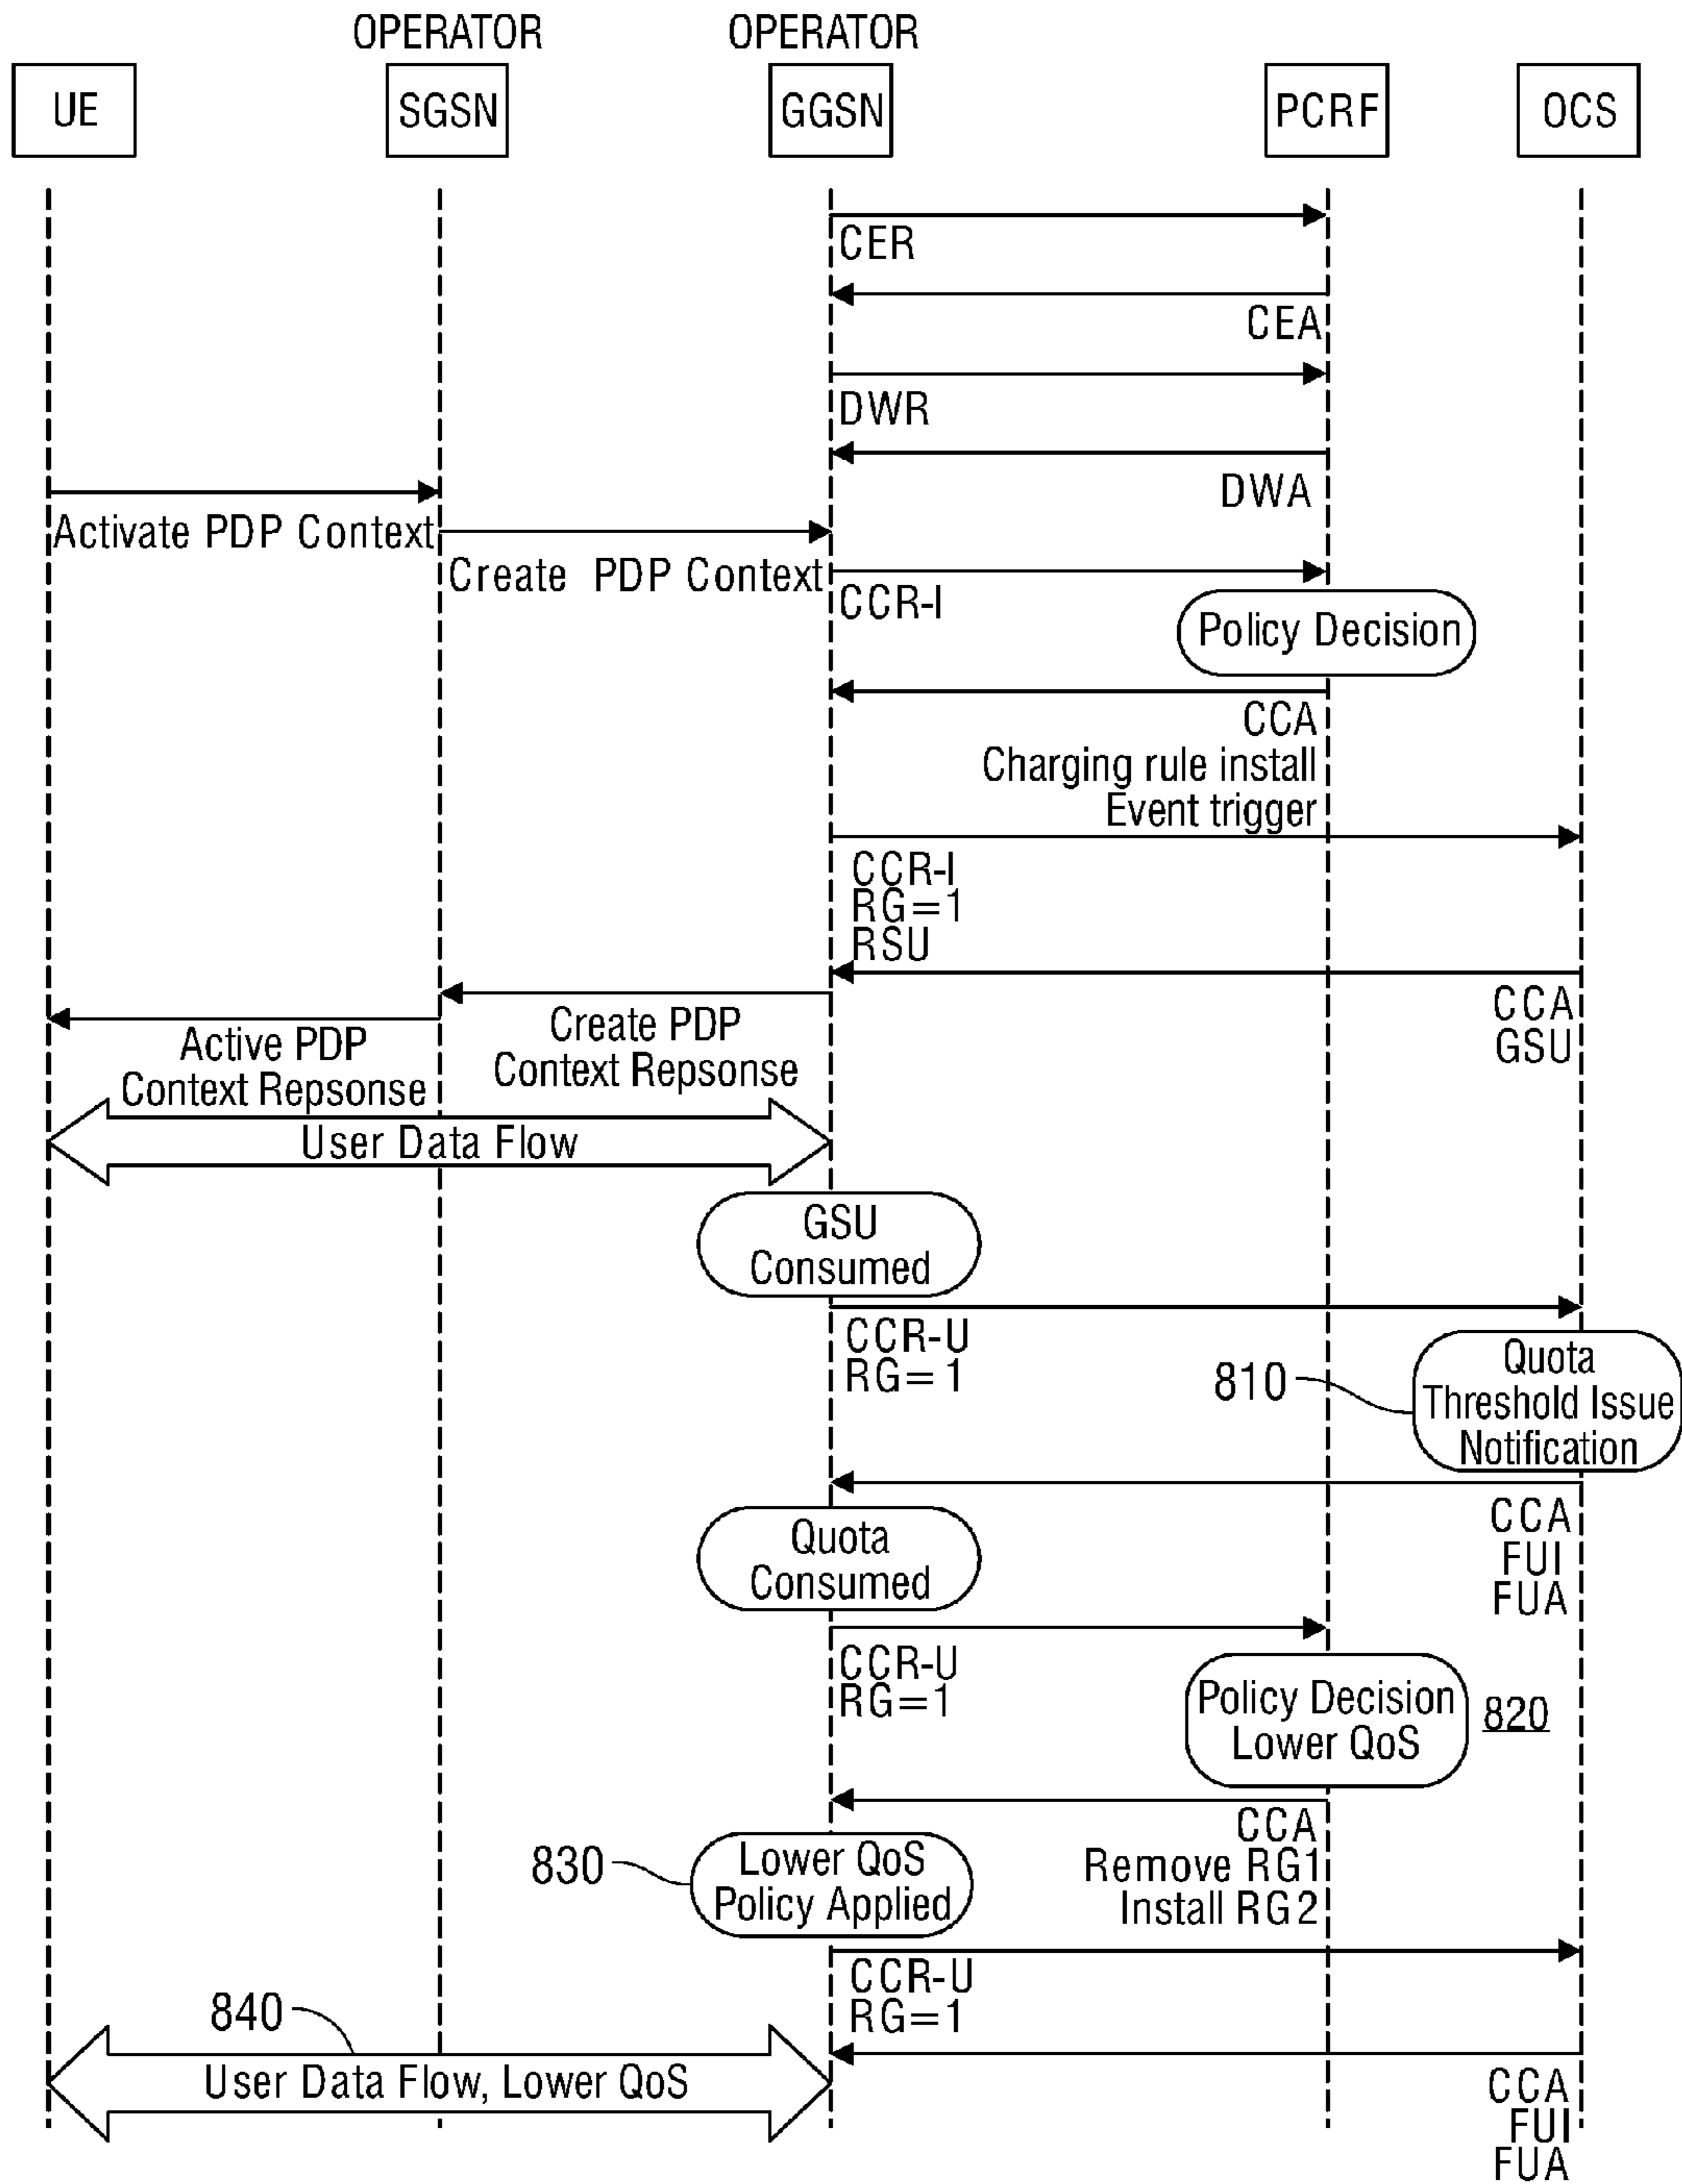 OPERATOR
OPERATOR
UE
SGSN
GGSN
PCRF
OCS
CER
CEA
DWR
DWA
Activate PDP Context
Create PDP Context
CCR-I
Policy Decision
CCA
Charging rule install
Event trigger
CCR-I
RG=1
RSU
CCA
GSU
Create PDP
Context Repsonse
Active PDP
Context Repsonse
User Data Flow
GSU
Consumed
CCR-U
RG=1
810
Quota
Threshold Issue
Notification
CCA
FUI
FUA
Quota
Consumed
CCR-U
RG=1
Policy Decision
Lower QoS
820
CCA
Remove RG1
Install RG2
830
Lower QoS
Policy Applied
CCR-U
RG=1
840
User Data Flow, Lower QoS
CCA
FUI
FUA